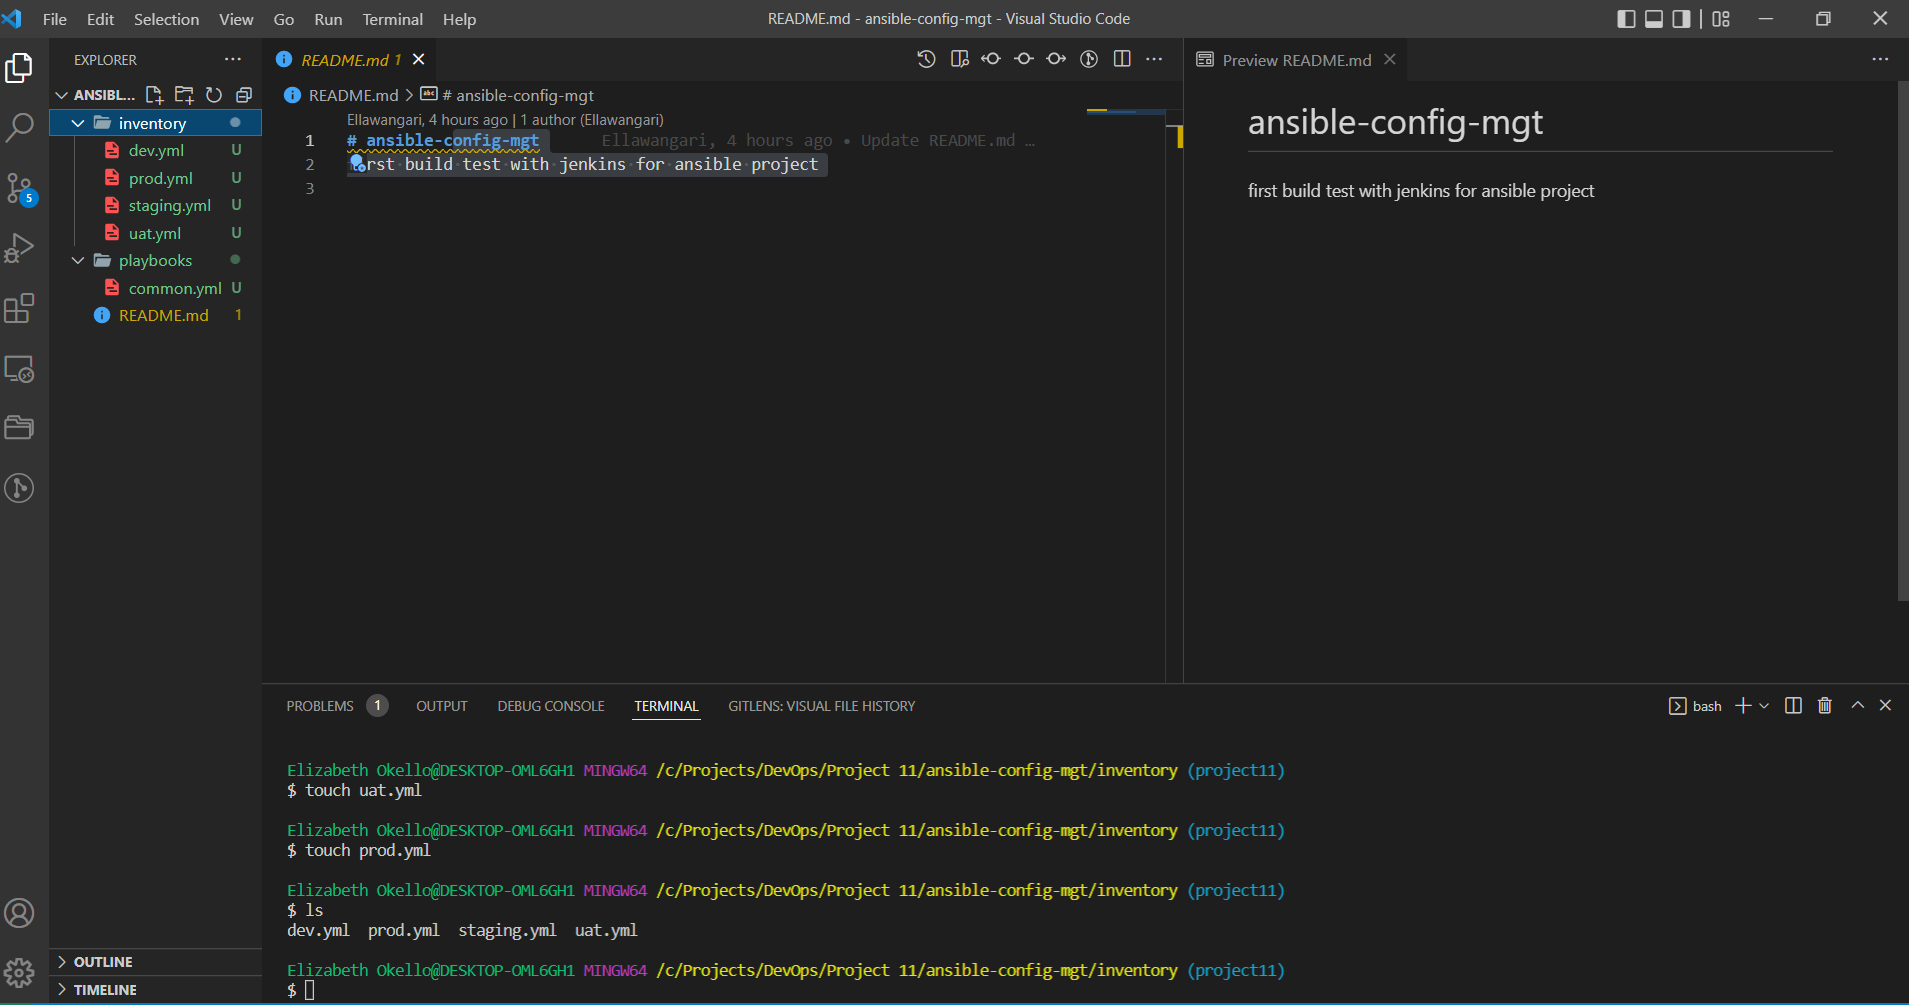 File Edit Selection View Go Run Terminal Help
README.md - ansible-config-mgt - Visual Studio Code
EXPLORER
ANSIBL...
inventory
dev.yml U
prod.yml U
staging.yml U
uat.yml U
playbooks
common.yml U
README.md 1
5
OUTLINE
TIMELINE
README.md 1
README.md > # ansible-config-mgt
Ellawangari, 4 hours ago | 1 author (Ellawangari)
1 # ansible-config-mgt Ellawangari, 4 hours ago • Update README.md …
2 rst build test with jenkins for ansible project
3
Preview README.md
ansible-config-mgt
first build test with jenkins for ansible project
PROBLEMS 1 OUTPUT DEBUG CONSOLE TERMINAL GITLENS: VISUAL FILE HISTORY
bash
Elizabeth Okello@DESKTOP-OML6GH1 MINGW64 /c/Projects/DevOps/Project 11/ansible-config-mgt/inventory (project11)
$ touch uat.yml
Elizabeth Okello@DESKTOP-OML6GH1 MINGW64 /c/Projects/DevOps/Project 11/ansible-config-mgt/inventory (project11)
$ touch prod.yml
Elizabeth Okello@DESKTOP-OML6GH1 MINGW64 /c/Projects/DevOps/Project 11/ansible-config-mgt/inventory (project11)
$ ls
dev.yml prod.yml staging.yml uat.yml
Elizabeth Okello@DESKTOP-OML6GH1 MINGW64 /c/Projects/DevOps/Project 11/ansible-config-mgt/inventory (project11)
$